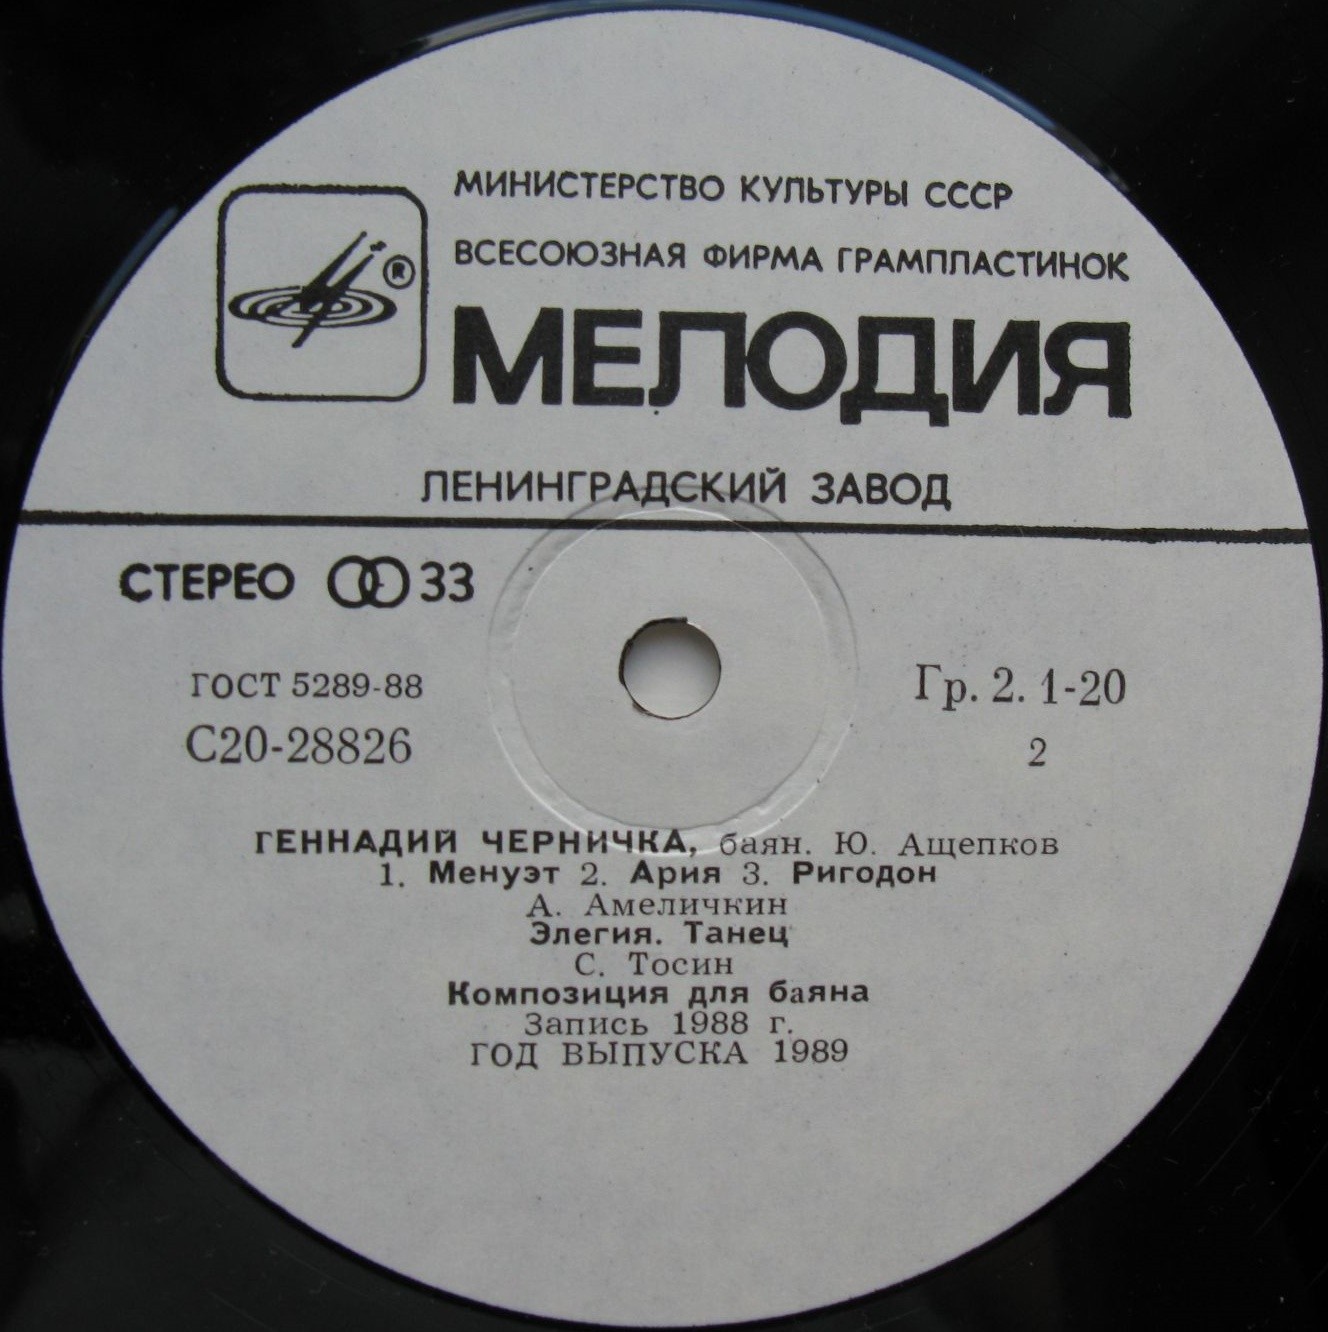 МИНИСТЕРСТВО КУЛЬТУРЫ СССР
ВСЕСОЮЗНАЯ ФИРМА ГРАМПЛАСТИНОК
®
МЕЛОДИЯ
ЛЕНИНГРАДСКИЙ ЗАВОД
СТЕРЕО 33
ГОСТ 5289-88
Гр. 2. 1-20
С20-28826
2
ГЕННАДИЙ ЧЕРНИЧКА, баян. Ю. Ащепков
1. Менуэт 2. Ария 3. Ригодон
А. Амеличкин
Элегия. Танец
С. Тосин
Композиция для баяна
Запись 1988 г.
ГОД ВЫПУСКА 1989